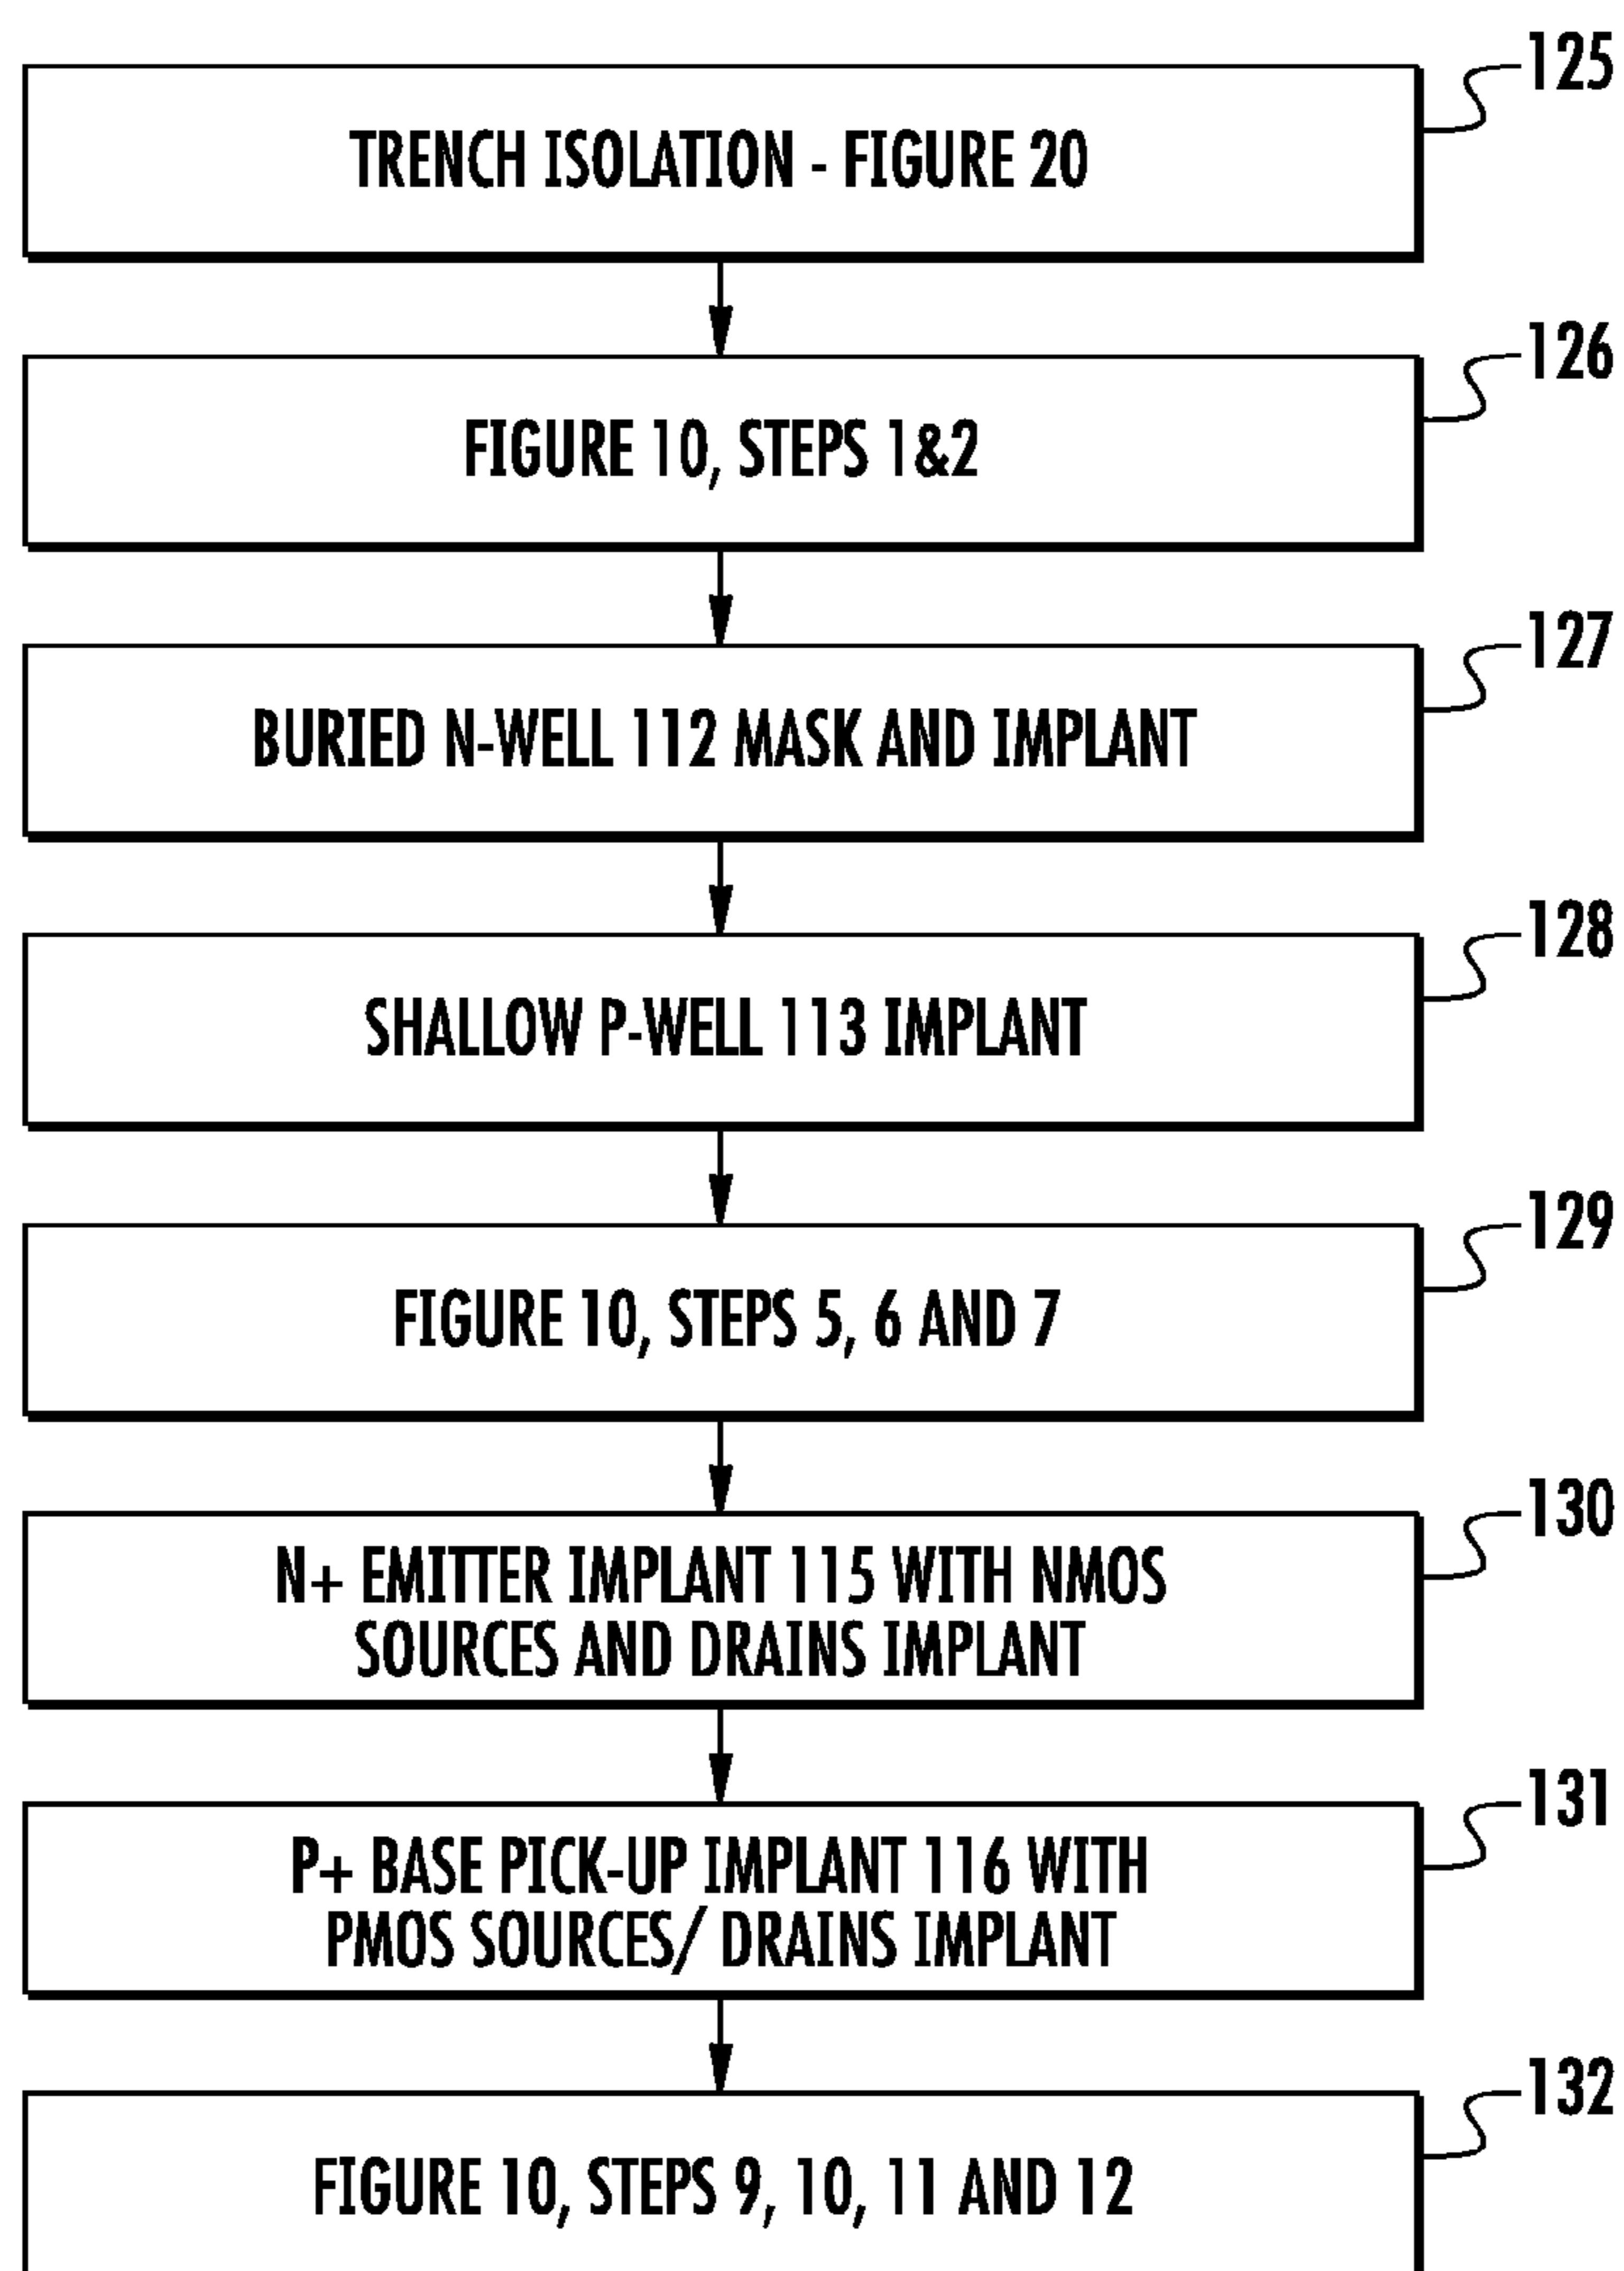 125
TRENCH ISOLATION - FIGURE 20
126
FIGURE 10, STEPS 1&2
127
BURIED N-WELL 112 MASK AND IMPLANT
128
SHALLOW P-WELL 113 IMPLANT
129
FIGURE 10, STEPS 5, 6 AND 7
130
N+ EMITTER IMPLANT 115 WITH NMOS
SOURCES AND DRAINS IMPLANT
131
P+ BASE PICK-UP IMPLANT 116 WITH
PMOS SOURCES/ DRAINS IMPLANT
132
FIGURE 10, STEPS 9, 10, 11 AND 12